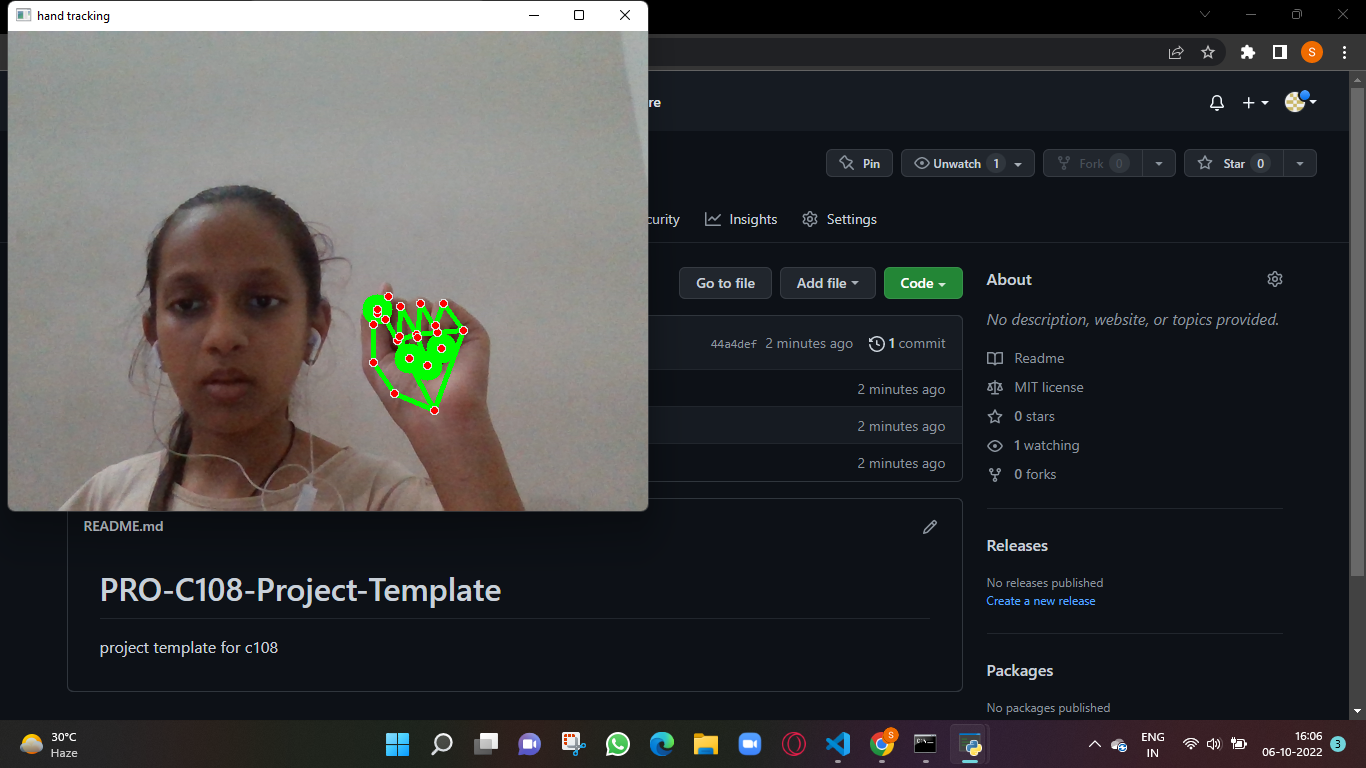 hand tracking
S
re
Pin
Unwatch 1
Fork 0
Star 0
curity
Insights
Settings
Go to file
Add file
Code
About
No description, website, or topics provided.
44a4def 2 minutes ago 1 commit
2 minutes ago
2 minutes ago
2 minutes ago
Readme
MIT license
0 stars
1 watching
0 forks
README.md
PRO-C108-Project-Template
project template for c108
Releases
No releases published
Create a new release
Packages
No packages published
30°C
Haze
S
ENG
IN
16:06
06-10-2022
3